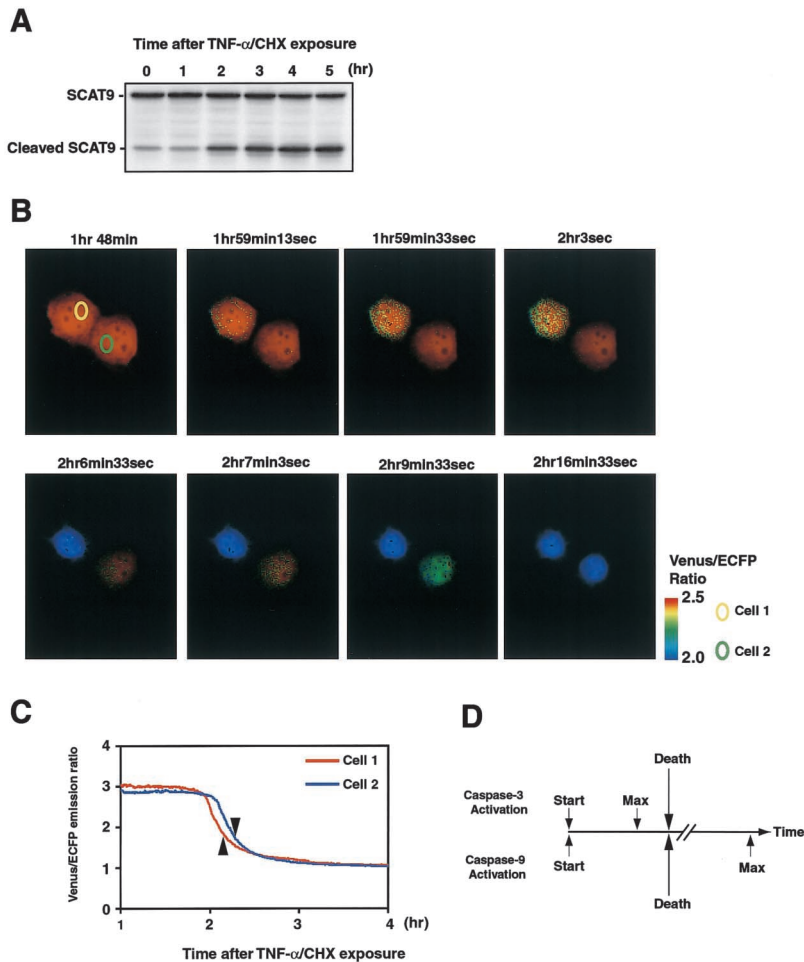 A
Time after TNF-α/CHX exposure
0 1 2 3 4 5 (hr)
SCAT9 -
Cleaved SCAT9 -
B
1hr 48min
1hr59min13sec
1hr59min33sec
2hr3sec
2hr6min33sec
2hr7min3sec
2hr9min33sec
2hr16min33sec
Venus/ECFP
Ratio
2.5
2.0
Cell 1
Cell 2
C
Venus/ECFP emission ratio
4
3
2
1
0
Cell 1
Cell 2
1 2 3 4 (hr)
Time after TNF-α/CHX exposure
D
Death
Caspase-3
Activation
Start
Max
Time
Caspase-9
Activation
Start
Max
Death